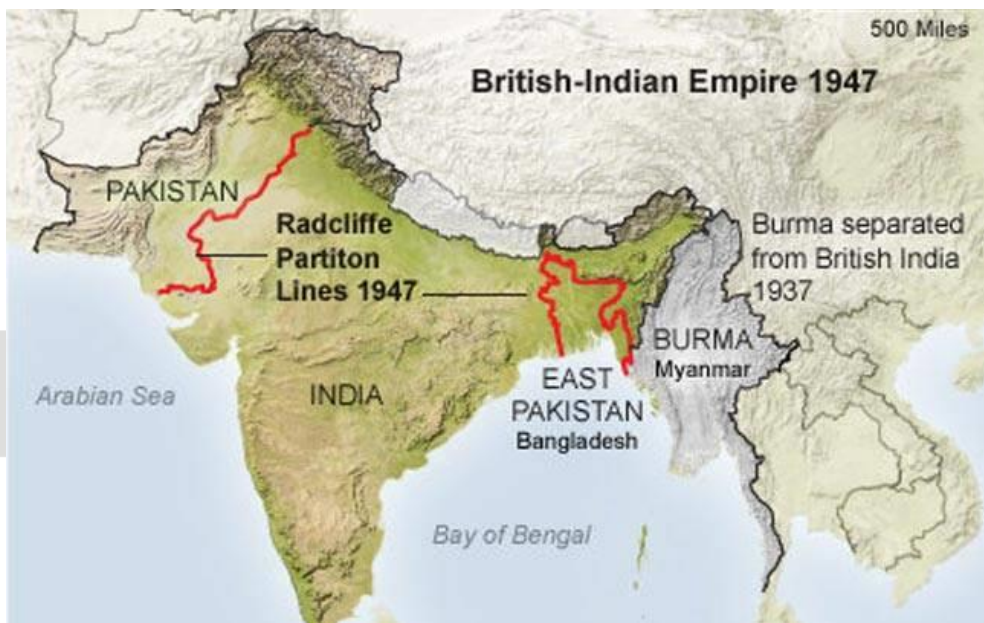 500 Miles
British-Indian Empire 1947
PAKISTAN
Radcliffe
Partiton
Lines 1947
Burma separated
from British India
1937
BURMA
Myanmar
INDIA
EAST
PAKISTAN
Bangladesh
Arabian Sea
Bay of Bengal